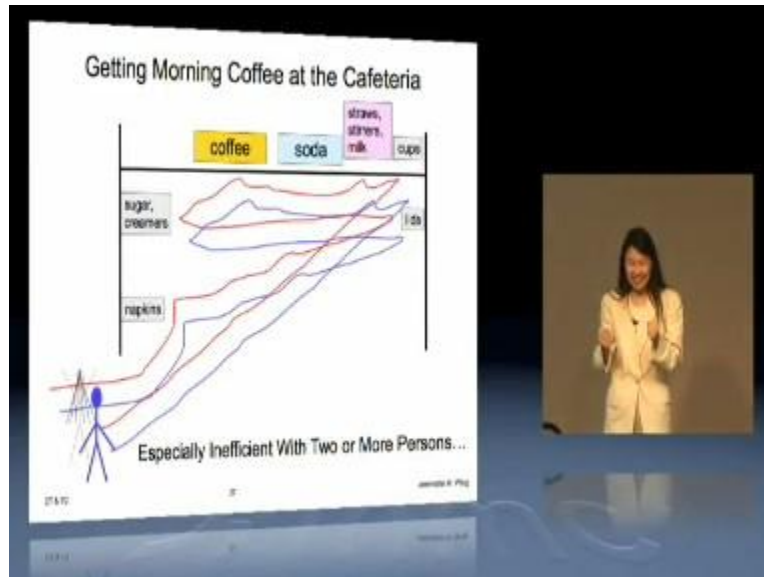 Getting Morning Coffee at the Cafeteria
straws,
stirrers,
milk
coffee
soda
cups
sugar,
creamers
lids
napkins
Especially Inefficient With Two or More Persons…